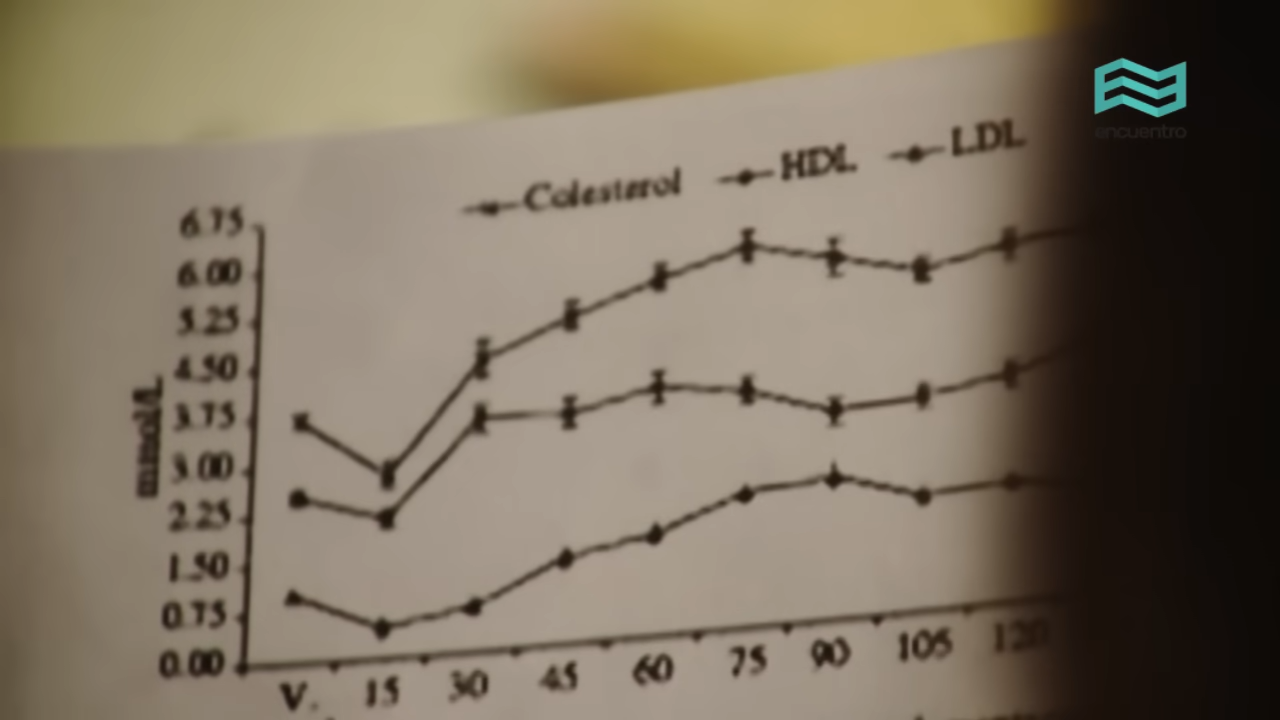 encuentro
Colesterol HDL LDL
6.75
6.00
5.25
4.50
3.75
3.00
2.25
1.50
0.75
0.00
mmol/L
V. 15 30 45 60 75 90 105 120